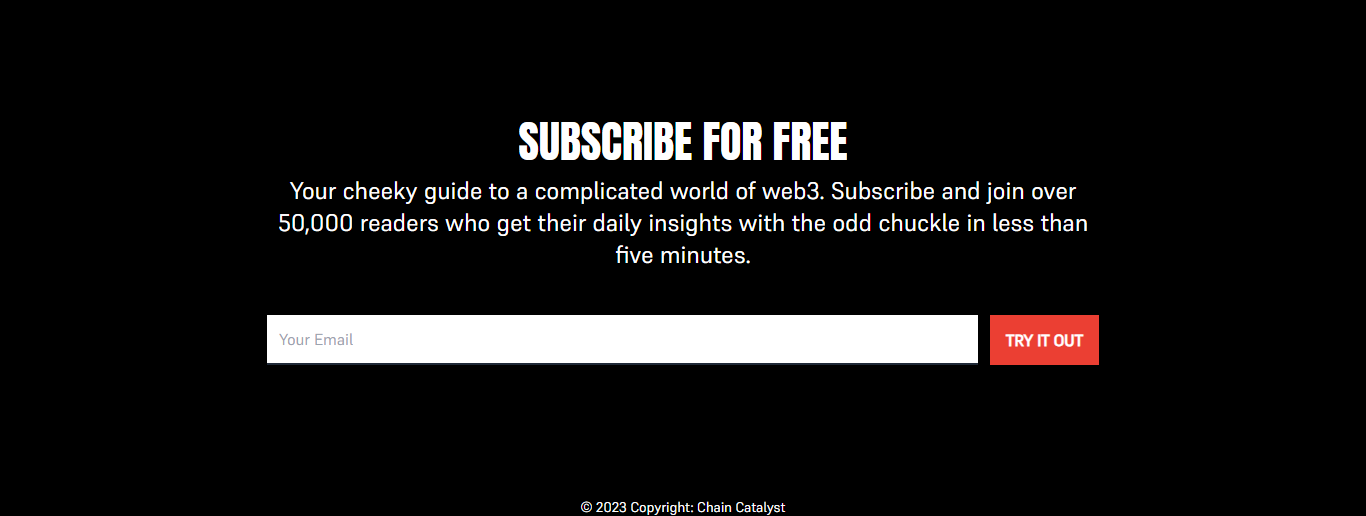 SUBSCRIBE FOR FREE
Your cheeky guide to a complicated world of web3. Subscribe and join over
50,000 readers who get their daily insights with the odd chuckle in less than
five minutes.
Your Email
TRY IT OUT
© 2023 Copyright: Chain Catalyst